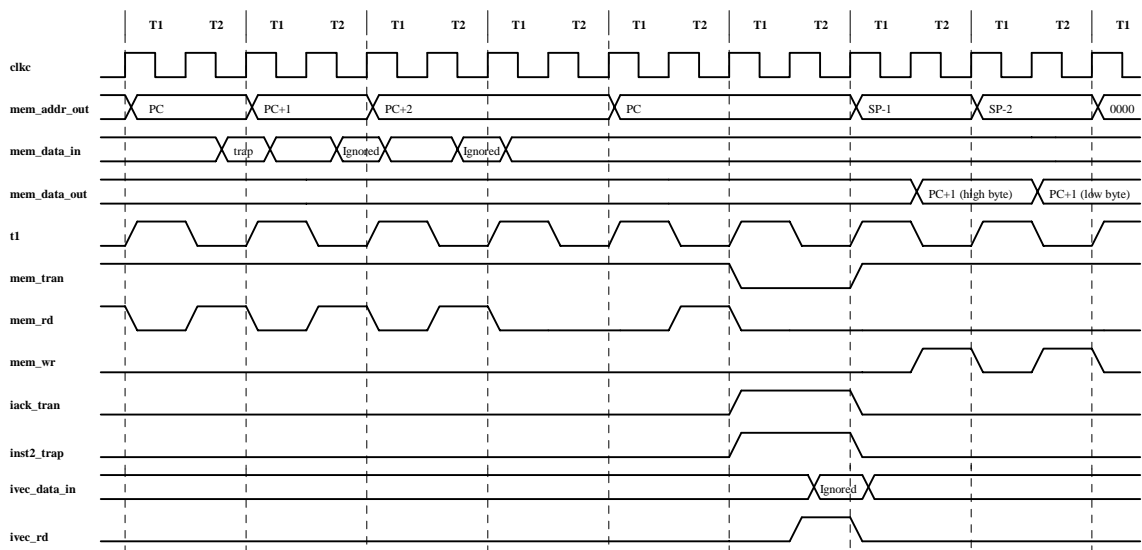 T1 T2 T1 T2 T1 T2 T1 T2 T1 T2 T1 T2 T1 T2 T1 T2 T1
clkc
mem_addr_out PC PC+1 PC+2 PC SP-1 SP-2 0000
mem_data_in trap Ignored Ignored
mem_data_out PC+1 (high byte) PC+1 (low byte)
t1
mem_tran
mem_rd
mem_wr
iack_tran
inst2_trap
ivec_data_in Ignored
ivec_rd